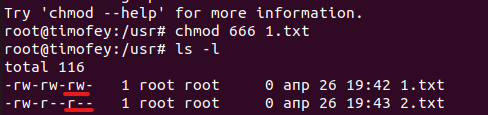 Try 'chmod --help' for more information.
root@timofey:/usr# chmod 666 1.txt
root@timofey:/usr# ls -l
total 116
-rw-rw-rw-   1 root root      0 апр 26 19:42 1.txt
-rw-r--r--   1 root root      0 апр 26 19:43 2.txt